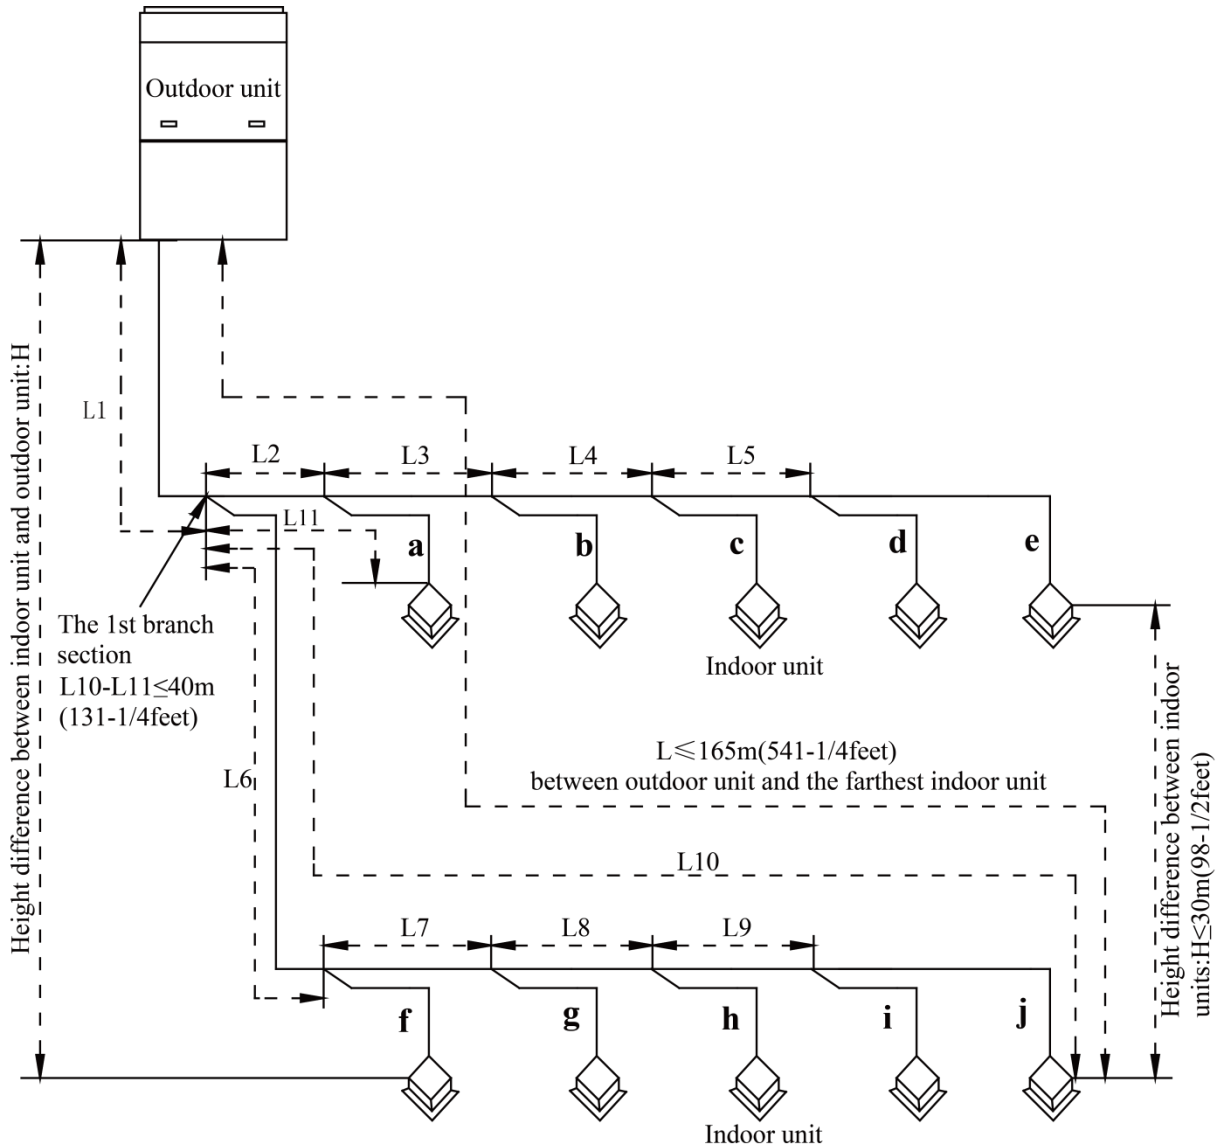 Outdoor unit
Height difference between indoor unit and outdoor unit:H
L1
L2
L3
L4
L5
L11
a
b
c
d
e
The 1st branch
section
L10-L11≤40m
(131-1/4feet)
Indoor unit
L6
L≤165m(541-1/4feet)
between outdoor unit and the farthest indoor unit
Height difference between indoor
units:H≤30m(98-1/2feet)
L10
L7
L8
L9
f
g
h
i
j
Indoor unit